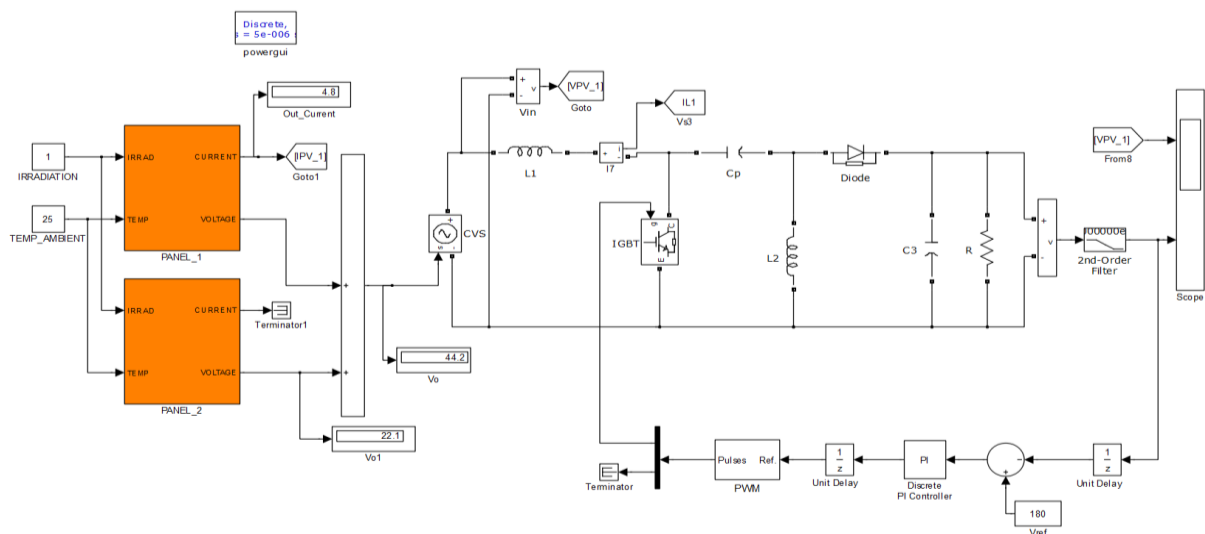 Discrete,
s = 5e-006 s
powergui
4.8
Out_Current
IRRAD
CURRENT
[IPV_1]
Goto1
1
IRRADIATION
25
TEMP_AMBIENT
TEMP
VOLTAGE
PANEL_1
IRRAD
CURRENT
Terminator1
TEMP
VOLTAGE
PANEL_2
22.1
Vo1
+
+
44.2
Vo
+
-
v
Vin
[VPV_1]
Goto
IL1
Vs3
s
+
-
CVS
L1
+
-
i
I7
Cp
Diode
g
C
E
IGBT
L2
C3
R
+
-
v
2nd-Order
Filter
[VPV_1]
From8
Scope
Terminator
Pulses
Ref.
PWM
1
z
Unit Delay
PI
Discrete
PI Controller
-
+
1
z
Unit Delay
180
Vref